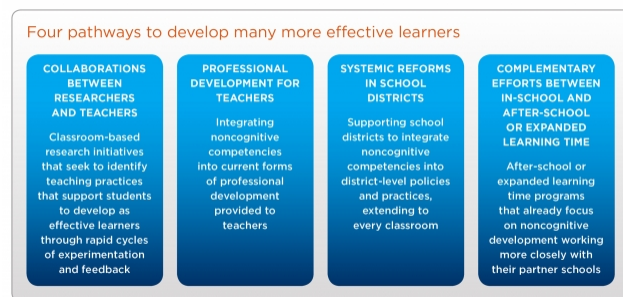 Four pathways to develop many more effective learners
COLLABORATIONS
BETWEEN
RESEARCHERS
AND TEACHERS
Classroom-based
research initiatives
that seek to identify
teaching practices
that support students
to develop as
effective learners
through rapid cycles
of experimentation
and feedback
PROFESSIONAL
DEVELOPMENT FOR
TEACHERS
Integrating
noncognitive
competencies
into current forms
of professional
development
provided to
teachers
SYSTEMIC REFORMS
IN SCHOOL
DISTRICTS
Supporting school
districts to integrate
noncognitive
competencies into
district-level policies
and practices,
extending to
every classroom
COMPLEMENTARY
EFFORTS BETWEEN
IN-SCHOOL AND
AFTER-SCHOOL
OR EXPANDED
LEARNING TIME
After-school or
expanded learning
time programs
that already focus
on noncognitive
development working
more closely with
their partner schools